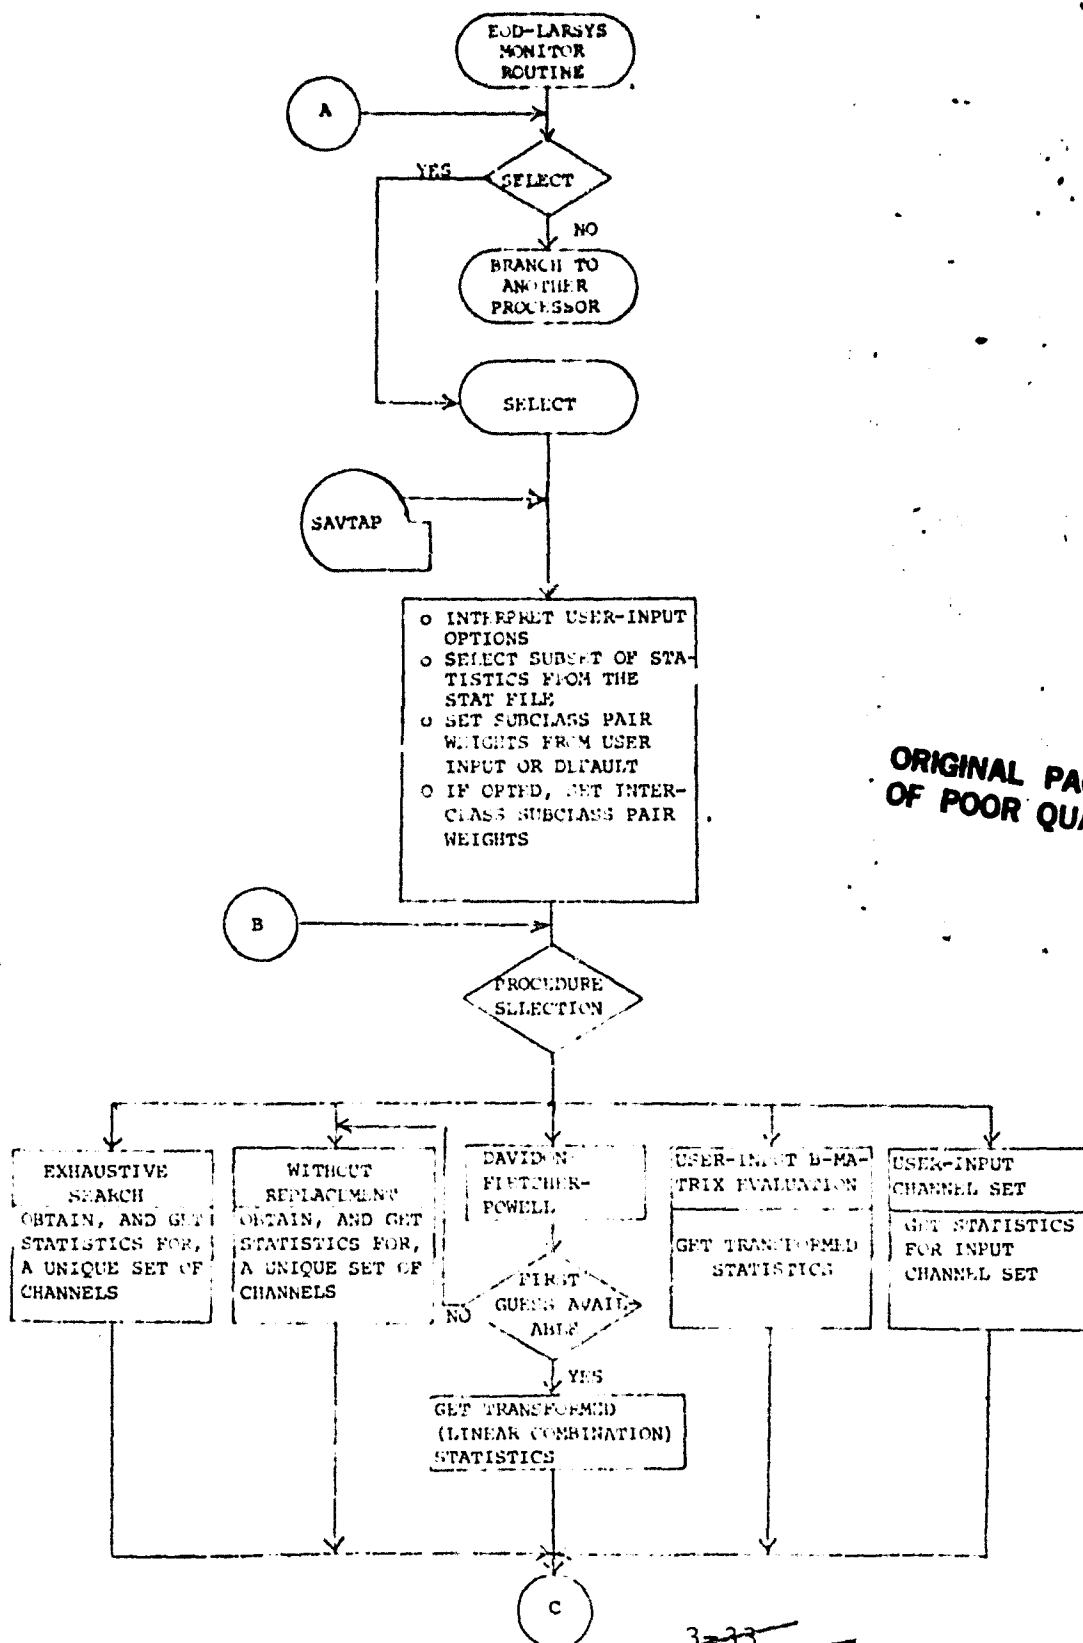 EOD-LARSYS
MONITOR
ROUTINE
A
YES
SELECT
NO
BRANCH TO
ANOTHER
PROCESSOR
SELECT
SAVTAP
o INTERPRET USER-INPUT
OPTIONS
o SELECT SUBSET OF STA-
TISTICS FROM THE
STAT FILE
o SET SUBCLASS PAIR
WEIGHTS FROM USER
INPUT OR DEFAULT
o IF OPTED, SET INTER-
CLASS SUBCLASS PAIR
WEIGHTS
ORIGINAL PA
OF POOR QUA
B
PROCEDURE
SELECTION
EXHAUSTIVE
SEARCH
OBTAIN, AND GET
STATISTICS FOR,
A UNIQUE SET OF
CHANNELS
WITHOUT
REPLACEMENT
OBTAIN, AND GET
STATISTICS FOR,
A UNIQUE SET OF
CHANNELS
DAVIDON-
FLETCHER-
POWELL
FIRST
GUESS AVAIL-
ABLE
NO
YES
GET TRANSFORMED
(LINEAR COMBINATION)
STATISTICS
USER-INPUT B-MA-
TRIX EVALUATION
GET TRANSFORMED
STATISTICS
USER-INPUT
CHANNEL SET
GET STATISTICS
FOR INPUT
CHANNEL SET
C
3-33